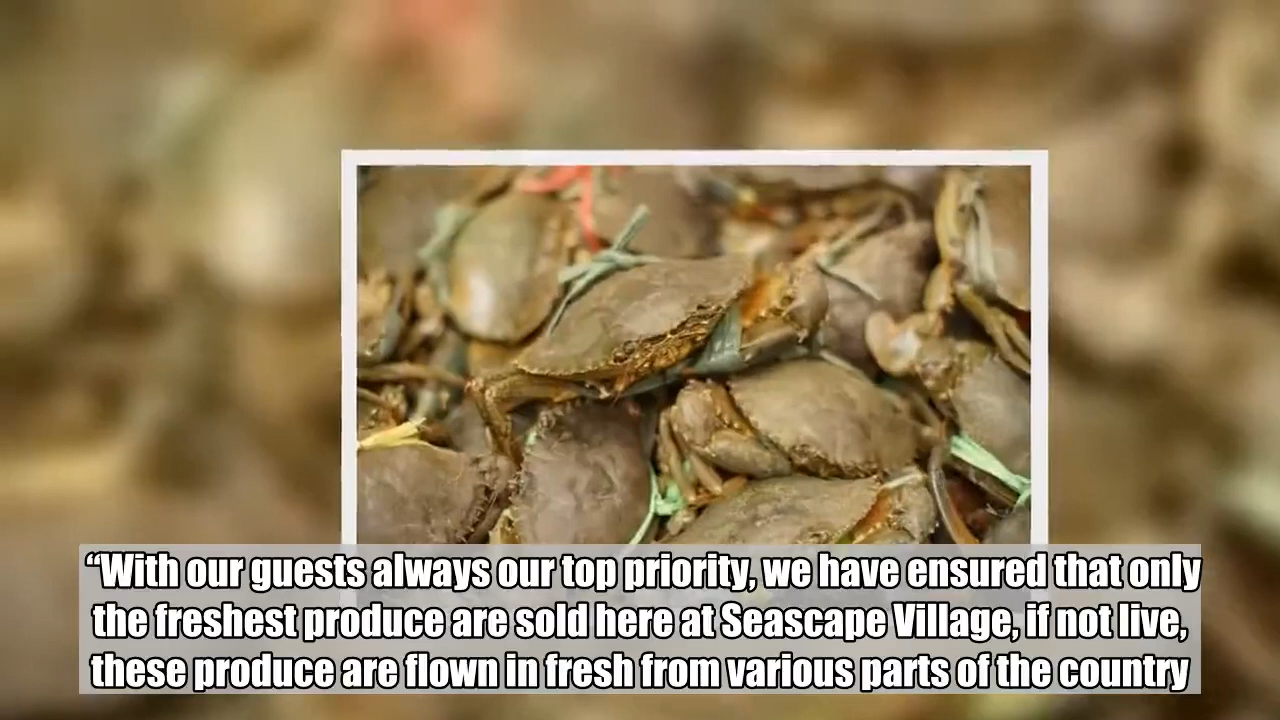 “With our guests always our top priority, we have ensured that only
the freshest produce are sold here at Seascape Village, if not live,
these produce are flown in fresh from various parts of the country